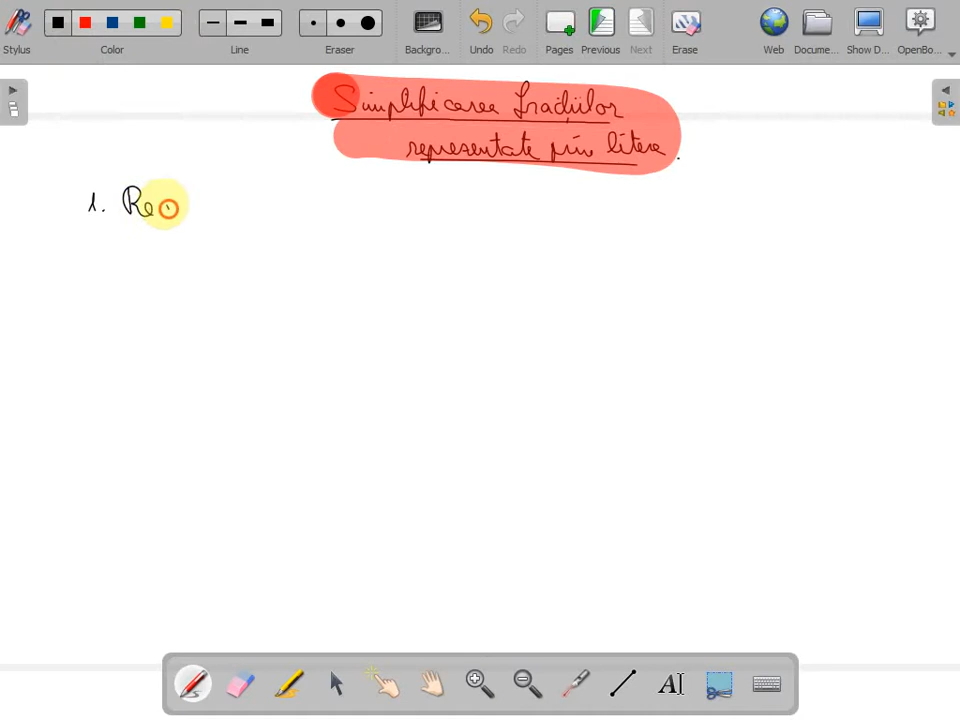 Stylus
Color
Line
Eraser
Backgro...
Undo
Redo
Pages
Previous
Next
Erase
Web
Docume...
Show D...
OpenBo...
Simplificarea fracțiilor
reprezentate prin litere.
1. Re
A